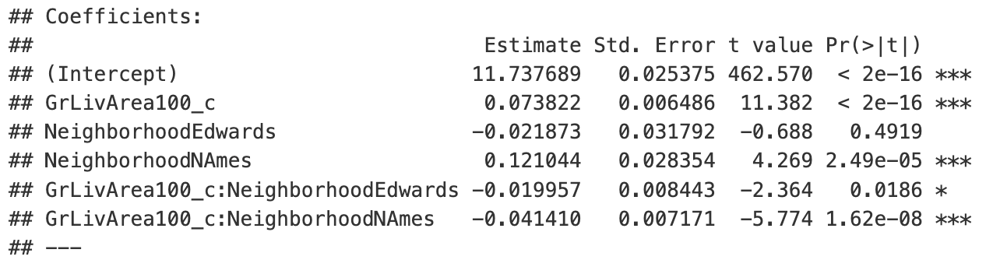 ## Coefficients:
##                                   Estimate Std. Error t value Pr(>|t|)
## (Intercept)                      11.737689   0.025375 462.570  < 2e-16 ***
## GrLivArea100_c                    0.073822   0.006486  11.382  < 2e-16 ***
## NeighborhoodEdwards              -0.021873   0.031792  -0.688   0.4919
## NeighborhoodNAmes                 0.121044   0.028354   4.269 2.49e-05 ***
## GrLivArea100_c:NeighborhoodEdwards -0.019957   0.008443  -2.364   0.0186 *
## GrLivArea100_c:NeighborhoodNAmes   -0.041410   0.007171  -5.774 1.62e-08 ***
## ---